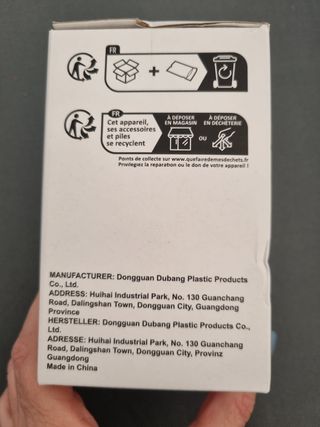 FR
+
FR
Cet appareil,
ses accessoires
et piles
se recyclent
À DÉPOSER
EN MAGASIN
OU
À DÉPOSER
EN DÉCHÈTERIE
Points de collecte sur www.quefairedemesdechets.fr
Privilégiez la réparation ou le don de votre appareil !
MANUFACTURER: Dongguan Dubang Plastic Products
Co., Ltd.
ADDRESS: Huihai Industrial Park, No. 130 Guanchang
Road, Dalingshan Town, Dongguan City, Guangdong
Province
HERSTELLER: Dongguan Dubang Plastic Products Co.,
Ltd.
ADRESSE: Huihai Industrial Park, No. 130 Guanchang
Road, Dalingshan Town, Dongguan City, Provinz
Guangdong
Made in China